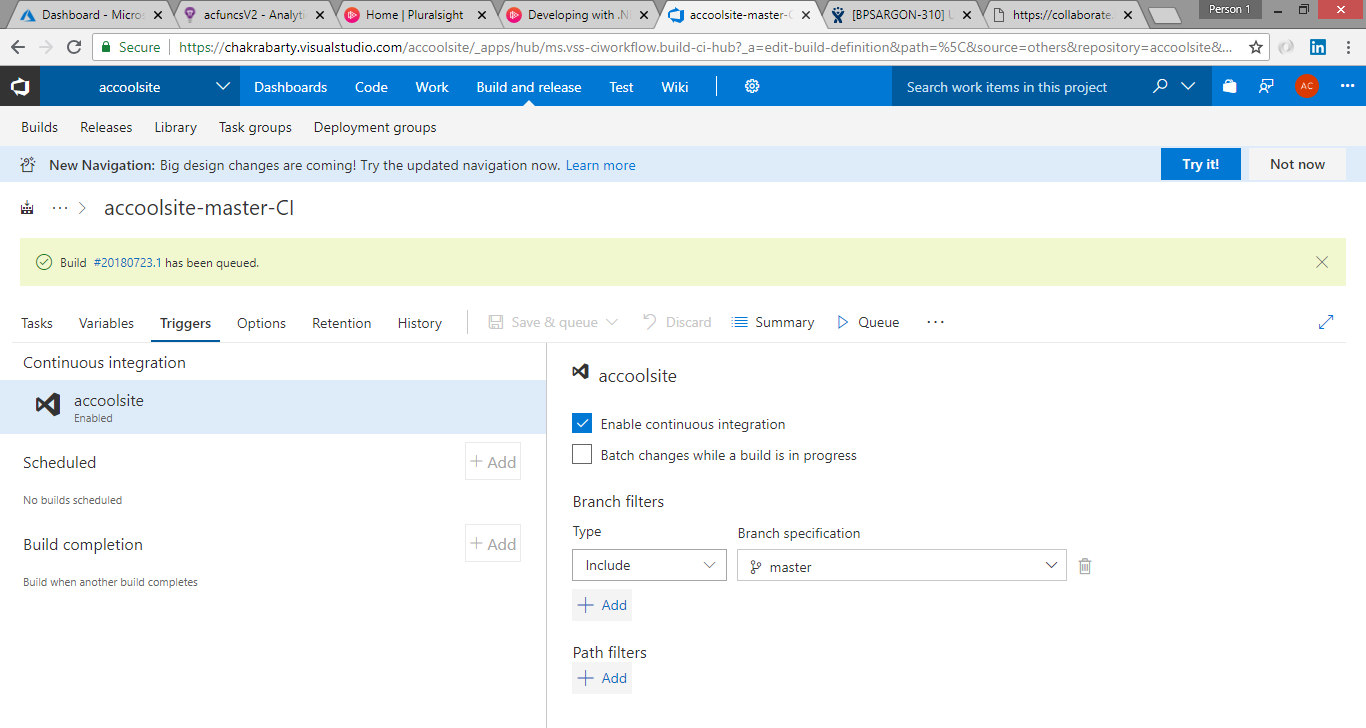 Dashboard - Micros
acfuncsV2 - Analyti
Home | Pluralsight
Developing with .N
accoolsite-master-C
[BPSARGON-310] U
https://collaborate.
Person 1
Secure
https://chakrabarty.visualstudio.com/accoolsite/_apps/hub/ms.vss-ciworkflow.build-ci-hub?_a=edit-build-definition&path=%5C&source=others&repository=accoolsite&...
accoolsite Dashboards Code Work Build and release Test Wiki Search work items in this project AC
Builds Releases Library Task groups Deployment groups
New Navigation: Big design changes are coming! Try the updated navigation now. Learn more Try it! Not now
accoolsite-master-CI
Build #20180723.1 has been queued.
Tasks Variables Triggers Options Retention History Save & queue Discard Summary Queue
Continuous integration
accoolsite
Enabled
Scheduled
+ Add
No builds scheduled
Build completion
+ Add
Build when another build completes
accoolsite
Enable continuous integration
Batch changes while a build is in progress
Branch filters
Type Branch specification
Include master
+ Add
Path filters
+ Add